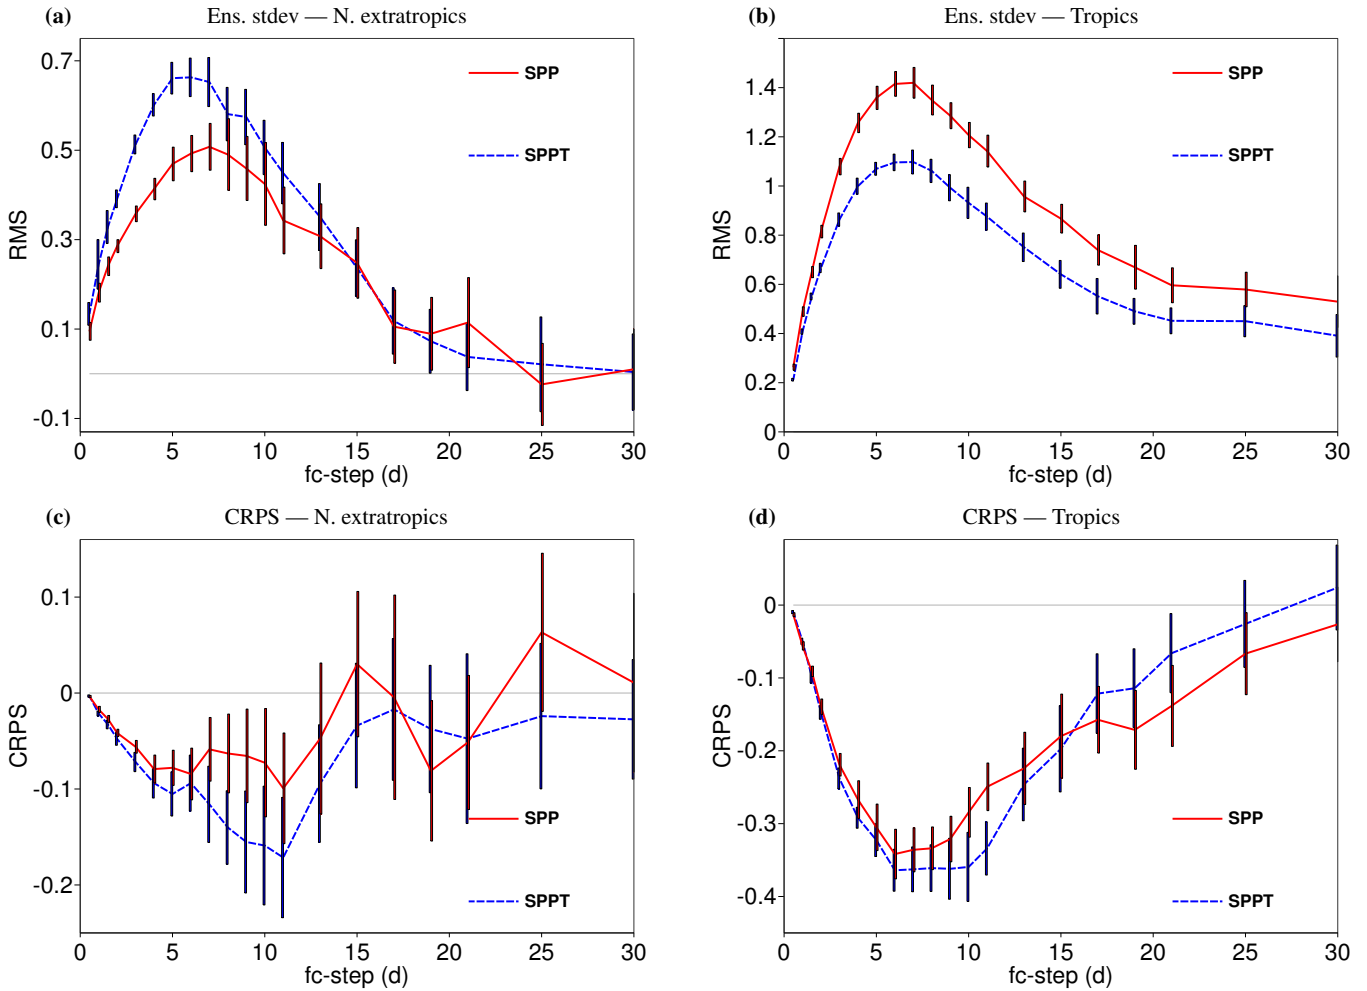 (a) Ens. stdev — N. extratropics
0.7
0.5
0.3
0.1
-0.1
RMS
SPP
SPPT
0 5 10 15 20 25 30
fc-step (d)
(b) Ens. stdev — Tropics
1.4
1.2
1
0.8
0.6
0.4
0.2
0
RMS
SPP
SPPT
0 5 10 15 20 25 30
fc-step (d)
(c) CRPS — N. extratropics
0.1
0
-0.1
-0.2
CRPS
SPP
SPPT
0 5 10 15 20 25 30
fc-step (d)
(d) CRPS — Tropics
0
-0.1
-0.2
-0.3
-0.4
CRPS
SPP
SPPT
0 5 10 15 20 25 30
fc-step (d)